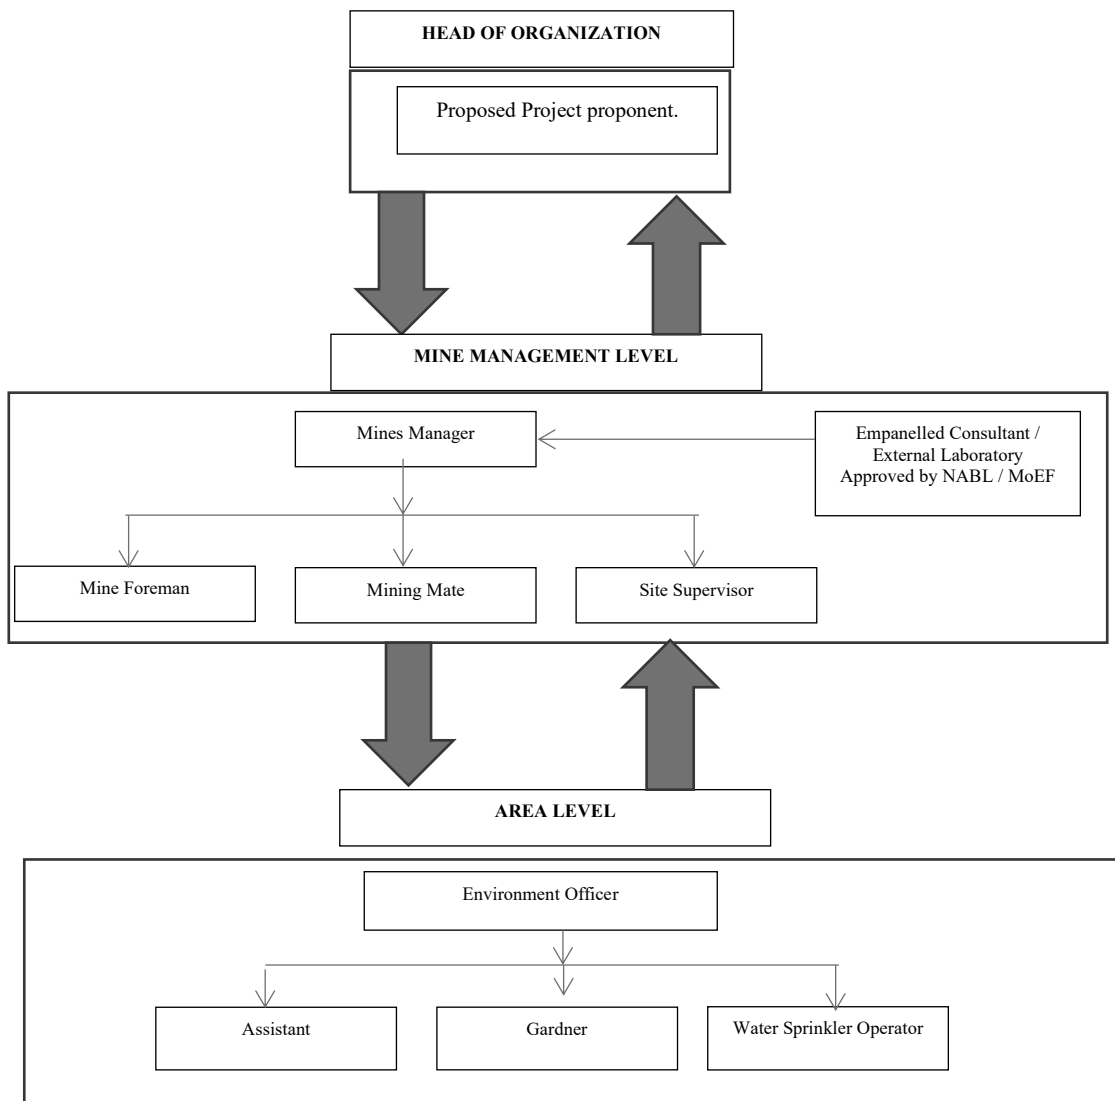 HEAD OF ORGANIZATION
Proposed Project proponent.
MINE MANAGEMENT LEVEL
Mines Manager
Empanelled Consultant /
External Laboratory
Approved by NABL / MoEF
Mine Foreman
Mining Mate
Site Supervisor
AREA LEVEL
Environment Officer
Assistant
Gardner
Water Sprinkler Operator